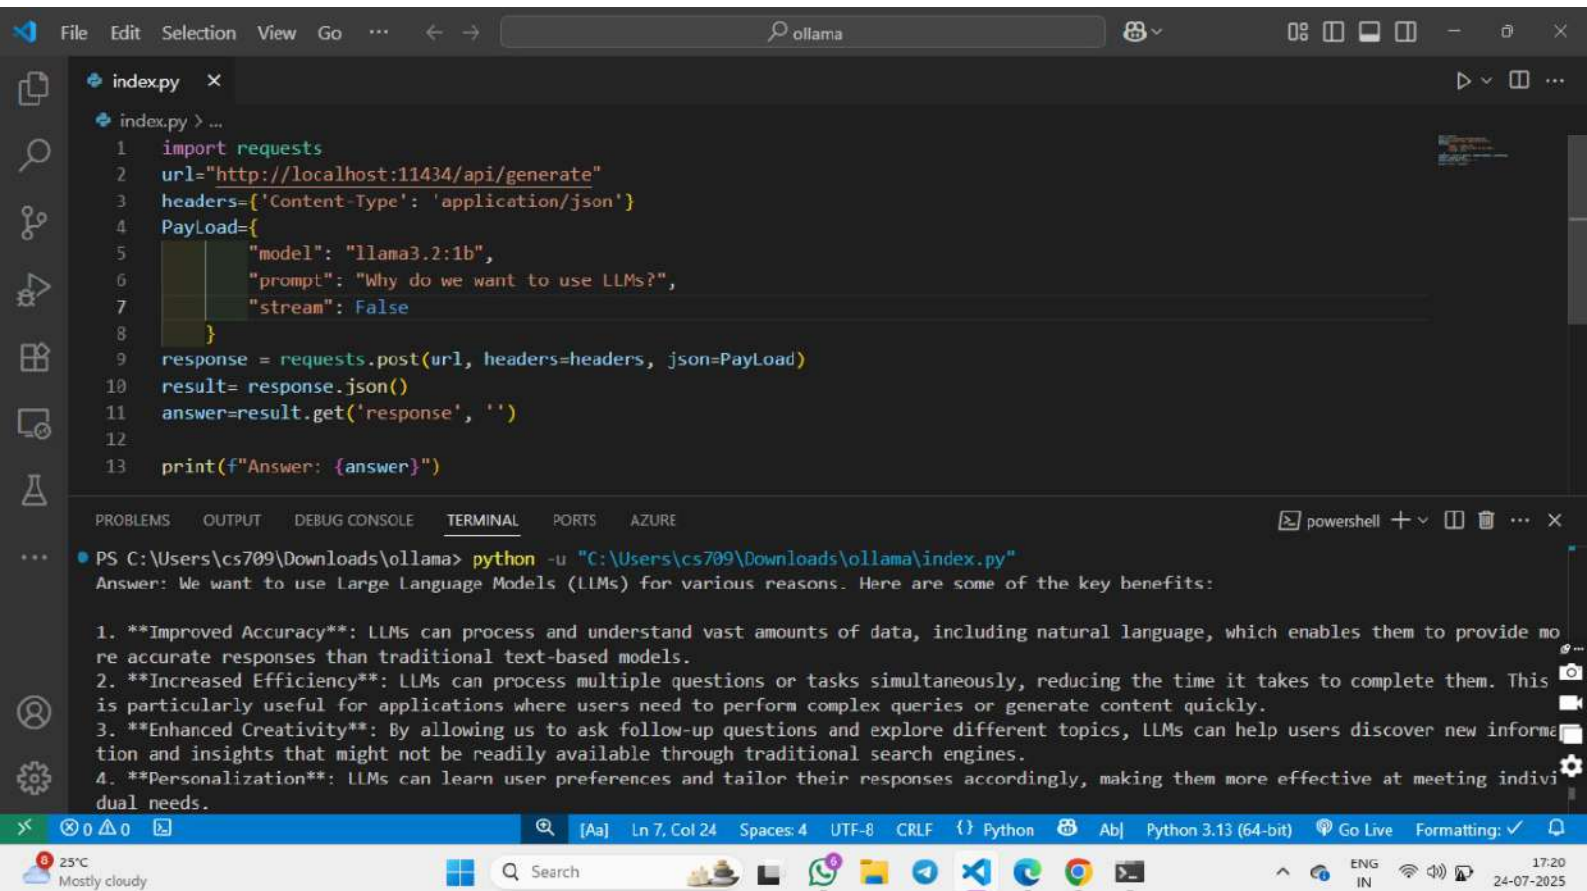 File Edit Selection View Go ··· ← → ollama
index.py ×
index.py > ...
1 import requests
2 url="http://localhost:11434/api/generate"
3 headers={'Content-Type': 'application/json'}
4 PayLoad={
5 "model": "llama3.2:1b",
6 "prompt": "Why do we want to use LLMs?",
7 "stream": False
8 }
9 response = requests.post(url, headers=headers, json=PayLoad)
10 result= response.json()
11 answer=result.get('response', '')
12
13 print(f"Answer: {answer}")
PROBLEMS OUTPUT DEBUG CONSOLE TERMINAL PORTS AZURE powershell
PS C:\Users\cs709\Downloads\ollama> python -u "C:\Users\cs709\Downloads\ollama\index.py"
Answer: We want to use Large Language Models (LLMs) for various reasons. Here are some of the key benefits:
1. **Improved Accuracy**: LLMs can process and understand vast amounts of data, including natural language, which enables them to provide mo
re accurate responses than traditional text-based models.
2. **Increased Efficiency**: LLMs can process multiple questions or tasks simultaneously, reducing the time it takes to complete them. This
is particularly useful for applications where users need to perform complex queries or generate content quickly.
3. **Enhanced Creativity**: By allowing us to ask follow-up questions and explore different topics, LLMs can help users discover new informa
tion and insights that might not be readily available through traditional search engines.
4. **Personalization**: LLMs can learn user preferences and tailor their responses accordingly, making them more effective at meeting indivi
dual needs.
0 0 [Aa] Ln 7, Col 24 Spaces: 4 UTF-8 CRLF {} Python Ab| Python 3.13 (64-bit) Go Live Formatting: ✓
8 25°C Search 6 ENG 17:20
Mostly cloudy IN 24-07-2025